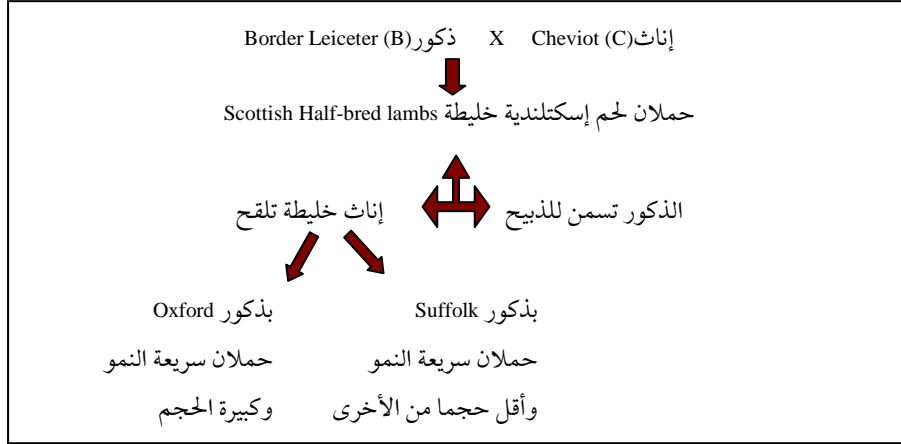 إناث Cheviot (C) X ذكور Border Leiceter (B)
حملان لحم إسكتلندية خليطة Scottish Half-bred lambs
الذكور تسمن للذبيح إناث خليطة تلقح
بذكور Suffolk بذكور Oxford
حملان سريعة النمو حملان سريعة النمو
وأقل حجما من الأخرى وكبيرة الحجم